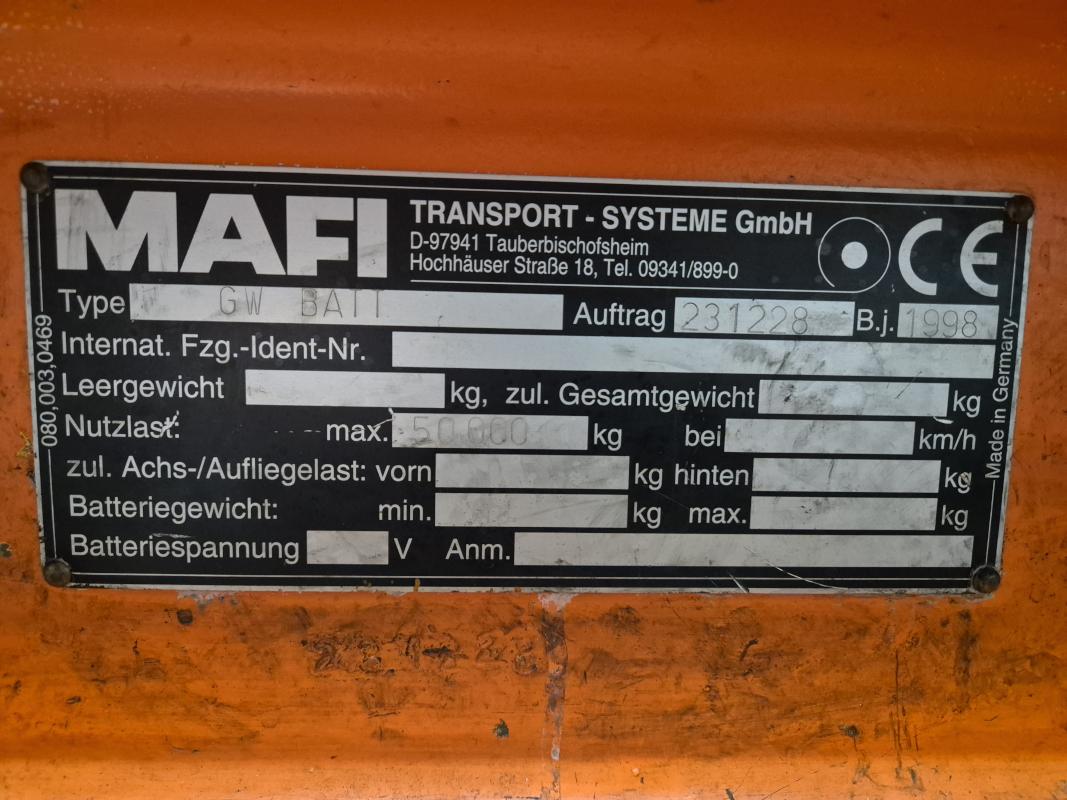 MAFI
TRANSPORT - SYSTEME GmbH
D-97941 Tauberbischofsheim
Hochhäuser Straße 18, Tel. 09341/899-0
CE
Type GW BATT Auftrag 231228 B.j. 1998
Internat. Fzg.-Ident-Nr.
Leergewicht kg, zul. Gesamtgewicht kg
Nutzlast: max. 50 000 kg bei km/h
zul. Achs-/Aufliegelast: vorn kg hinten kg
Batteriegewicht: min. kg max. kg
Batteriespannung V Anm.
080,003,0469
Made in Germany